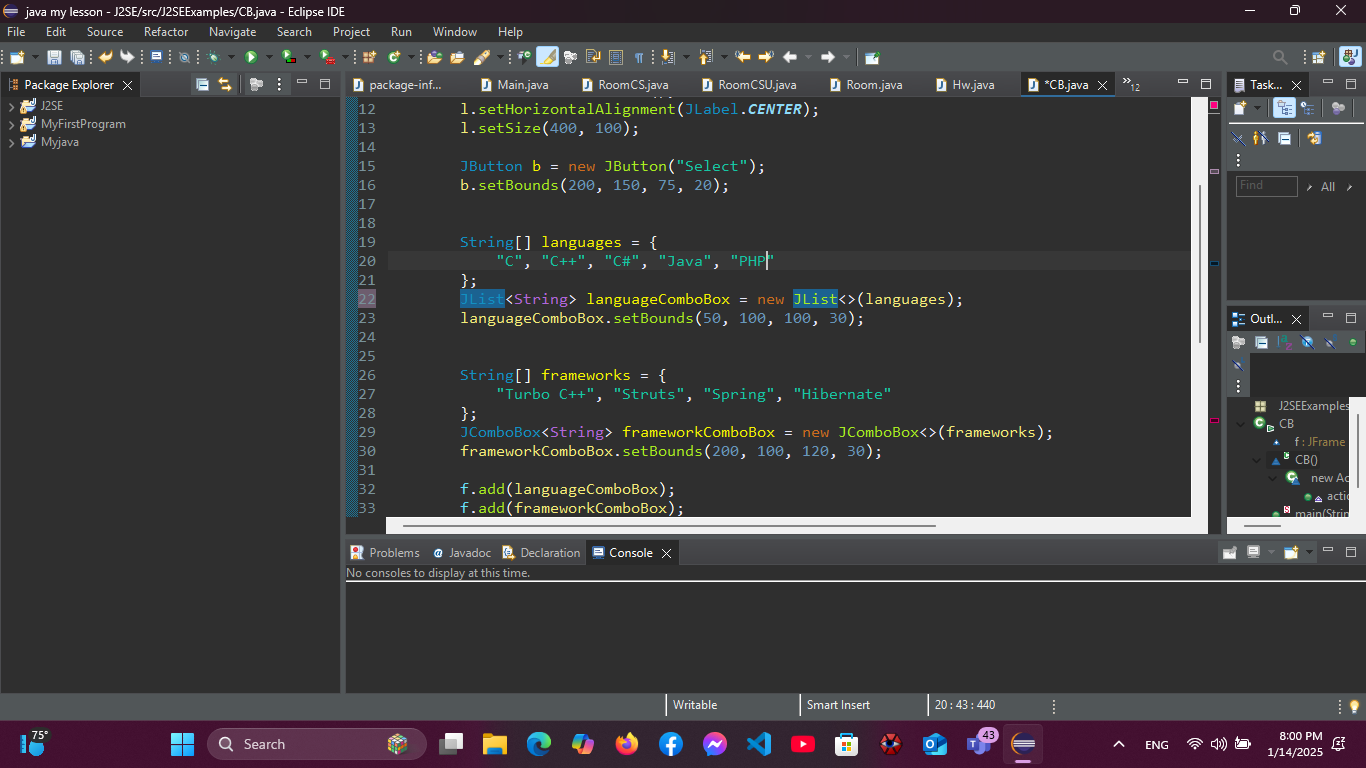 java my lesson - J2SE/src/J2SEExamples/CB.java - Eclipse IDE
File Edit Source Refactor Navigate Search Project Run Window Help
Package Explorer
package-inf... Main.java RoomCS.java RoomCSU.java Room.java Hw.java *CB.java »12
Task...
J2SE
MyFirstProgram
Myjava
12 l.setHorizontalAlignment(JLabel.CENTER);
13 l.setSize(400, 100);
14
15 JButton b = new JButton("Select");
16 b.setBounds(200, 150, 75, 20);
17
18
19 String[] languages = {
20 "C", "C++", "C#", "Java", "PHP"
21 };
22 JList<String> languageComboBox = new JList<>(languages);
23 languageComboBox.setBounds(50, 100, 100, 30);
24
25
26 String[] frameworks = {
27 "Turbo C++", "Struts", "Spring", "Hibernate"
28 };
29 JComboBox<String> frameworkComboBox = new JComboBox<>(frameworks);
30 frameworkComboBox.setBounds(200, 100, 120, 30);
31
32 f.add(languageComboBox);
33 f.add(frameworkComboBox);
Find All
Outl...
J2SEExamples
CB
f : JFrame
CB()
new Ac
actio
main(Strin
Problems Javadoc Declaration Console
No consoles to display at this time.
Writable Smart Insert 20 : 43 : 440
75°
Search
43
ENG
8:00 PM
1/14/2025